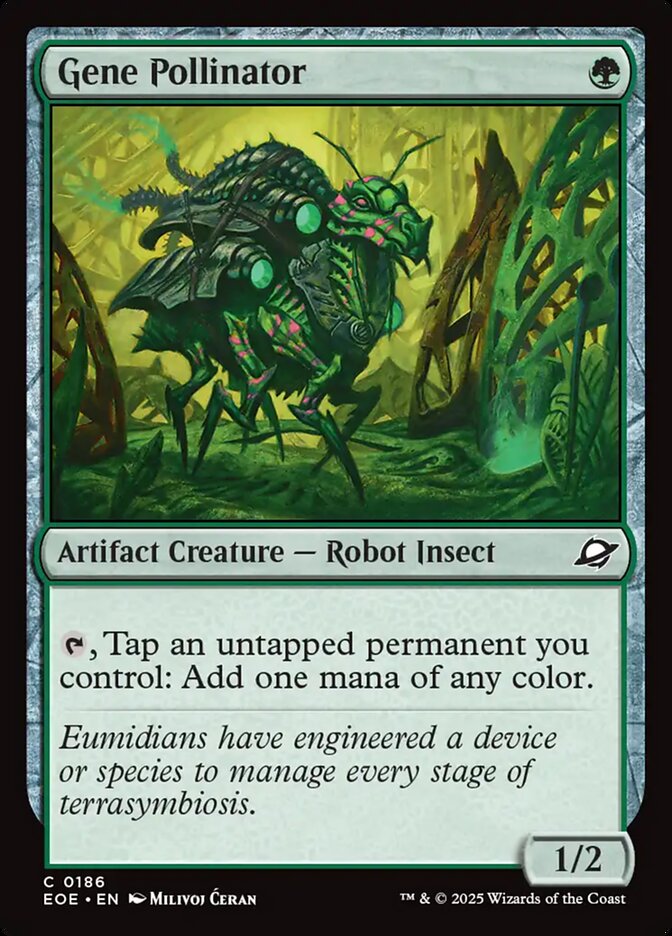 Gene Pollinator
Artifact Creature — Robot Insect
, Tap an untapped permanent you
control: Add one mana of any color.
Eumidians have engineered a device
or species to manage every stage of
terrasymbiosis.
1/2
C 0186
EOE • EN Milivoj Ćeran
™ & © 2025 Wizards of the Coast